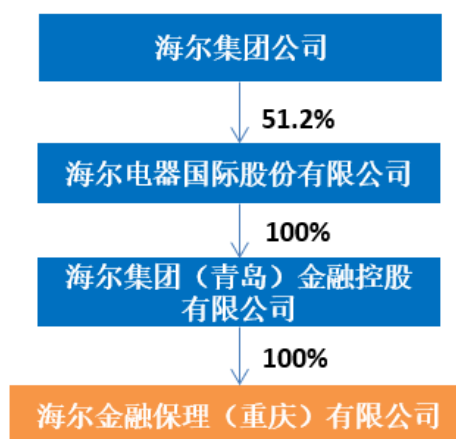 海尔集团公司
51.2%
海尔电器国际股份有限公司
100%
海尔集团（青岛）金融控股
有限公司
100%
海尔金融保理（重庆）有限公司